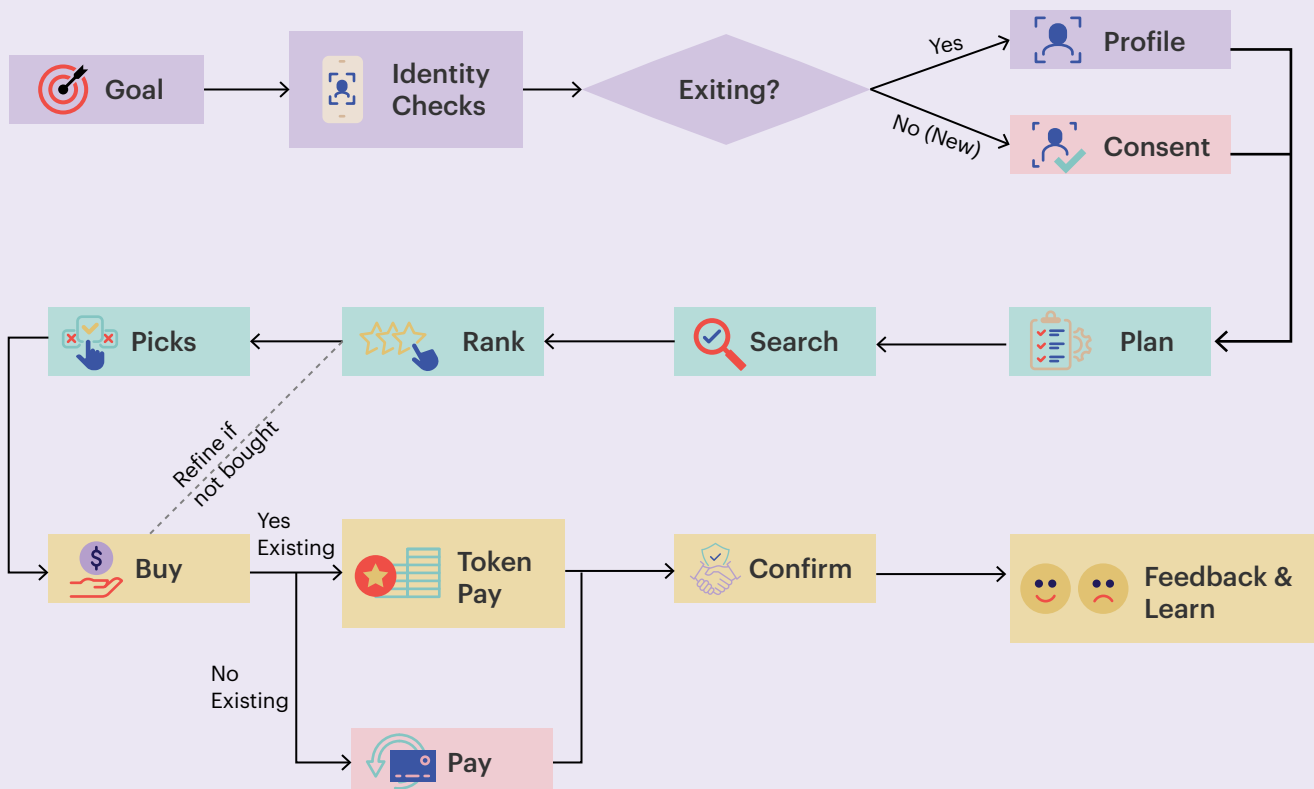 Goal
Identity
Checks
Exiting?
Yes
No (New)
Profile
Consent
Picks
Rank
Search
Plan
Refine if
not bought
$
Buy
Yes
Existing
Token
Pay
Confirm
Feedback &
Learn
No
Existing
Pay